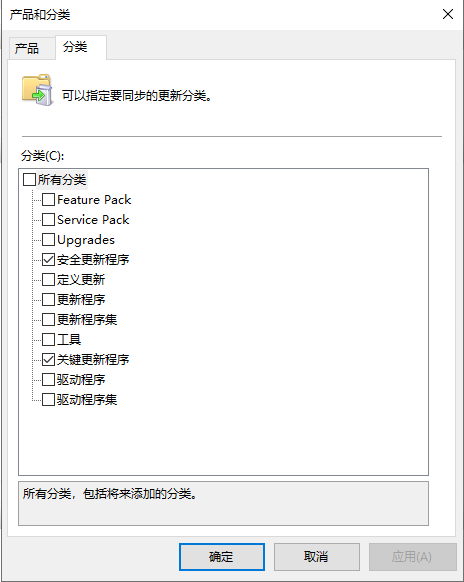 产品和分类
产品
分类
可以指定要同步的更新分类。
分类(C):
所有分类
Feature Pack
Service Pack
Upgrades
安全更新程序
定义更新
更新程序
更新程序集
工具
关键更新程序
驱动程序
驱动程序集
所有分类，包括将来添加的分类。
确定
取消
应用(A)